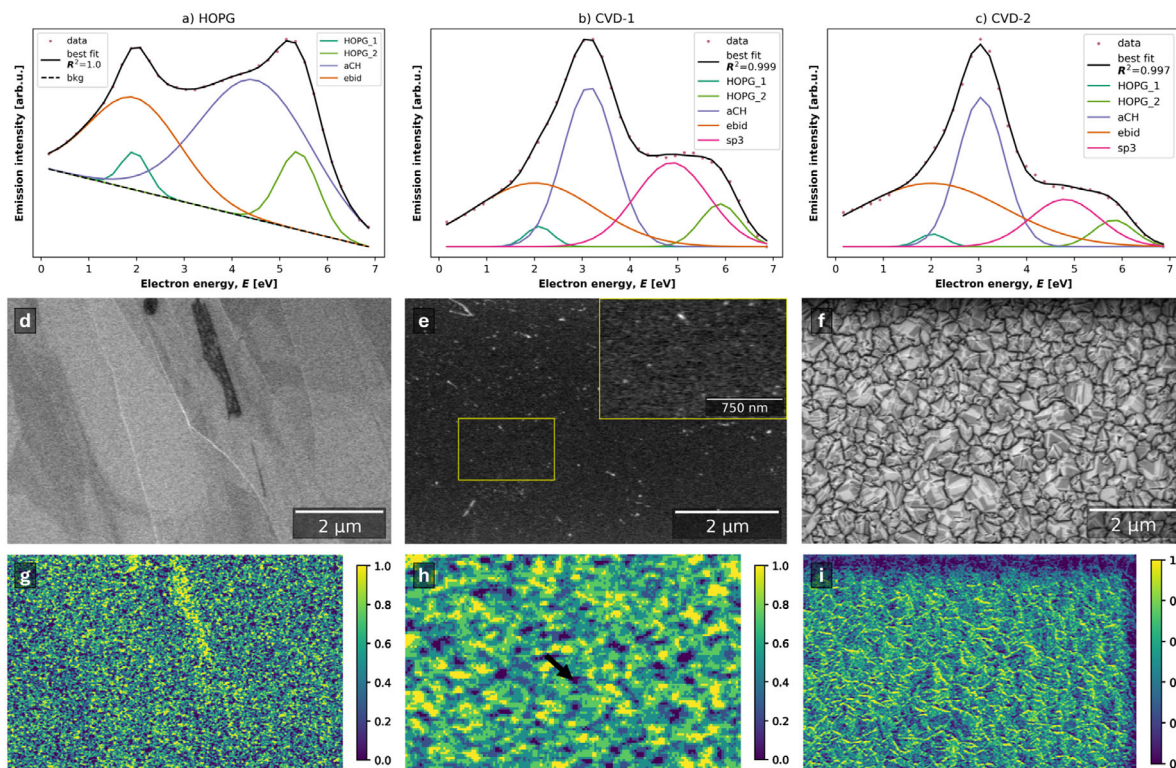 a) HOPG
data
best fit
R²=1.0
bkg
HOPG_1
HOPG_2
aCH
ebid
Emission intensity [arb.u.]
0 1 2 3 4 5 6 7
Electron energy, E [eV]
b) CVD-1
data
best fit
R²=0.999
HOPG_1
HOPG_2
aCH
ebid
sp3
Emission intensity [arb.u.]
0 1 2 3 4 5 6 7
Electron energy, E [eV]
c) CVD-2
data
best fit
R²=0.997
HOPG_1
HOPG_2
aCH
ebid
sp3
Emission intensity [arb.u.]
0 1 2 3 4 5 6 7
Electron energy, E [eV]
d
2 µm
e
750 nm
2 µm
f
2 µm
g
1.0
0.8
0.6
0.4
0.2
0.0
h
1.0
0.8
0.6
0.4
0.2
0.0
i